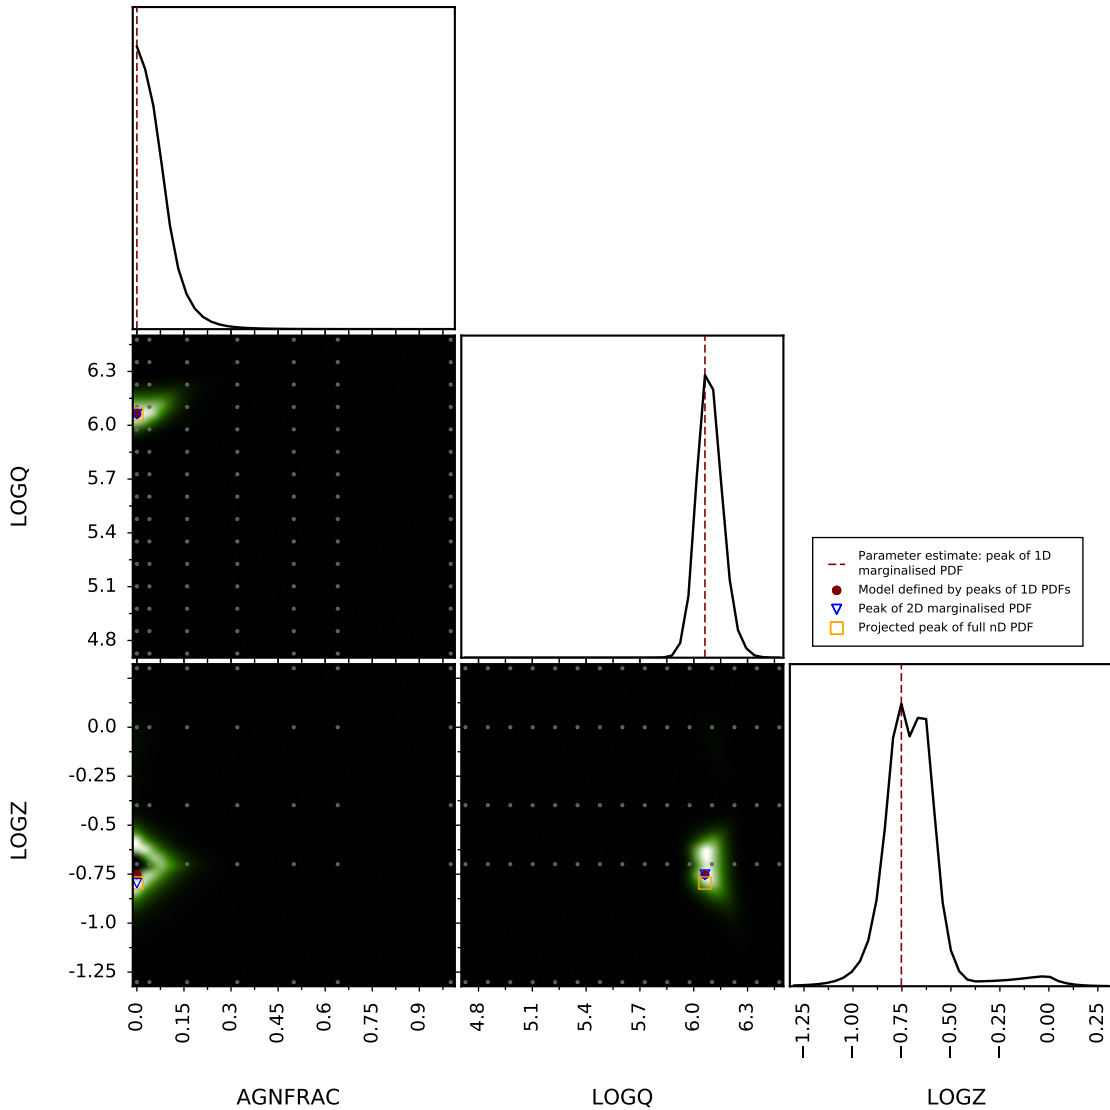 6.3
6.0
5.7
5.4
5.1
4.8
LOGQ
Parameter estimate: peak of 1D
marginalised PDF
Model defined by peaks of 1D PDFs
Peak of 2D marginalised PDF
Projected peak of full nD PDF
0.0
-0.25
-0.5
-0.75
-1.0
-1.25
LOGZ
0.0 0.15 0.3 0.45 0.6 0.75 0.9
4.8 5.1 5.4 5.7 6.0 6.3
−1.25 −1.00 −0.75 −0.50 −0.25 0.00 0.25
AGNFRAC LOGQ LOGZ